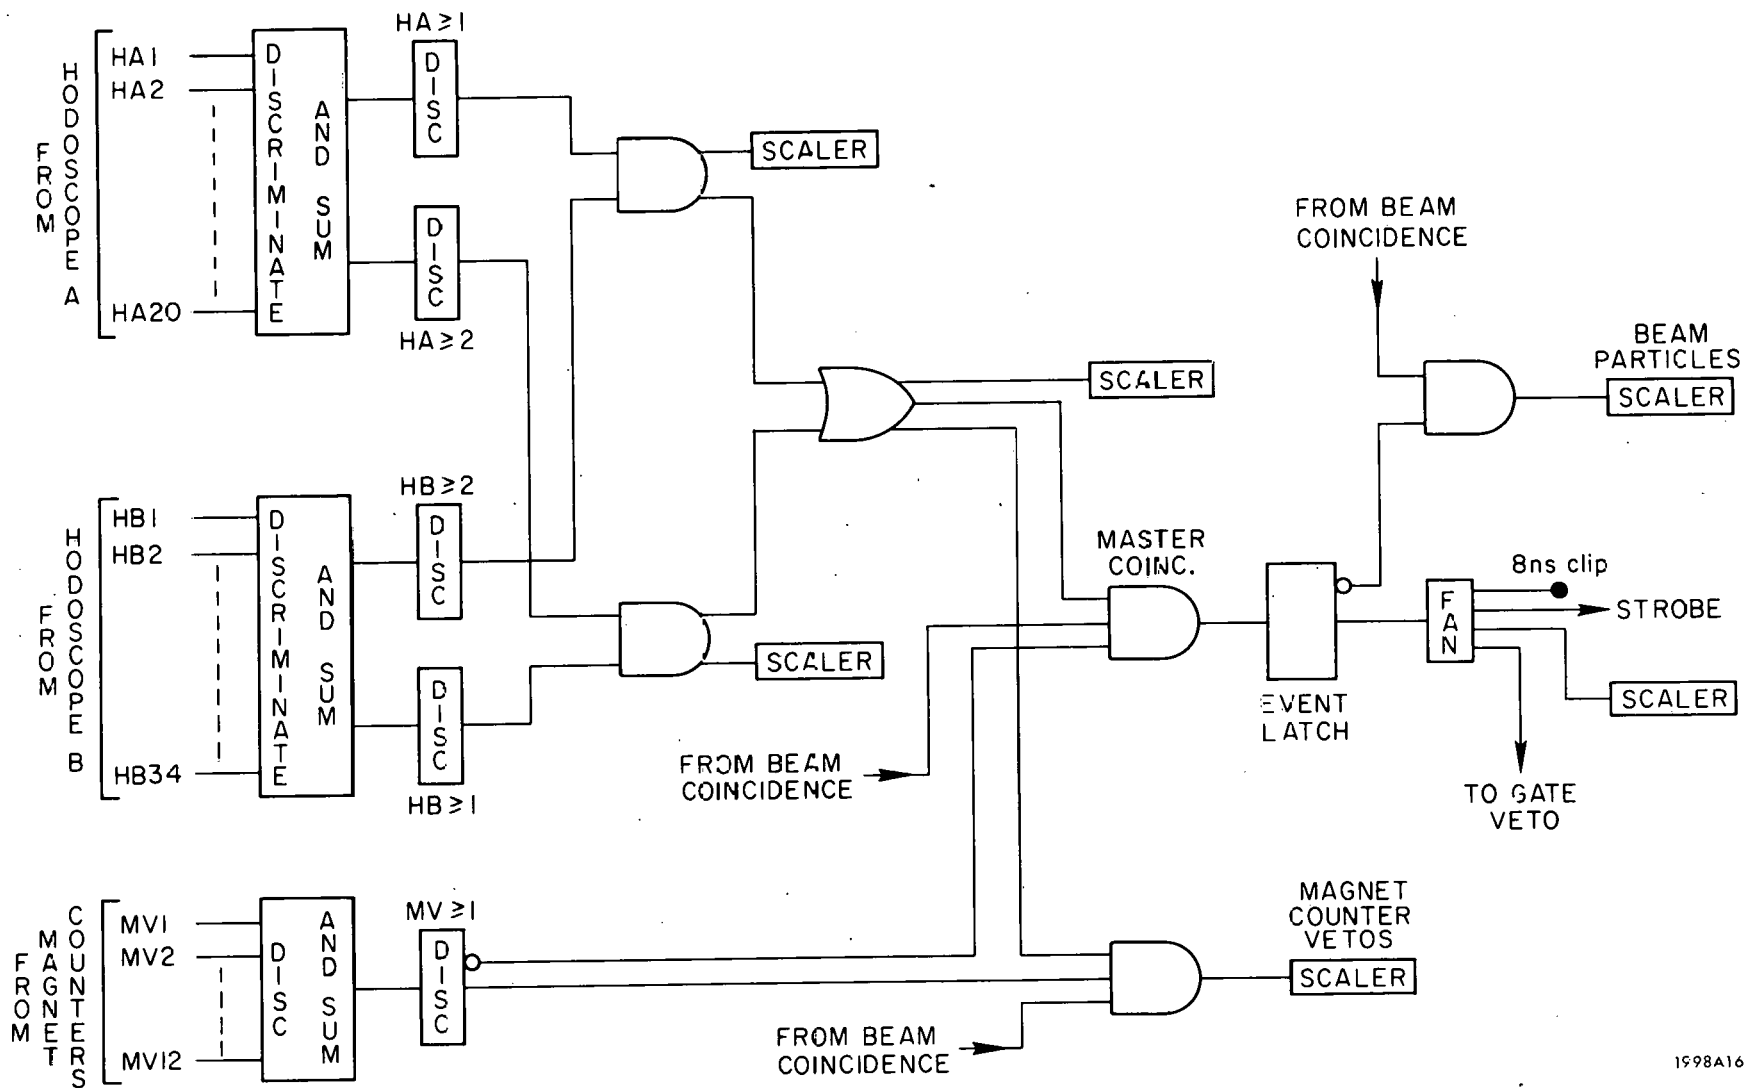 FROM
HODOSCOPE A
HA1
HA2
HA20
DISCRIMINATE
AND SUM
HA ≥ 1
DISC
DISC
HA ≥ 2
SCALER
FROM
HODOSCOPE B
HB1
HB2
HB34
DISCRIMINATE
AND SUM
HB ≥ 2
DISC
DISC
HB ≥ 1
SCALER
SCALER
FROM BEAM
COINCIDENCE
BEAM
PARTICLES
SCALER
MASTER
COINC.
FROM BEAM
COINCIDENCE
EVENT
LATCH
FAN
8ns clip
STROBE
SCALER
TO GATE
VETO
FROM
MAGNET
COUNTERS
MV1
MV2
MV12
DISC
AND SUM
MV ≥ 1
DISC
FROM BEAM
COINCIDENCE
MAGNET
COUNTER
VETOS
SCALER
1998A16